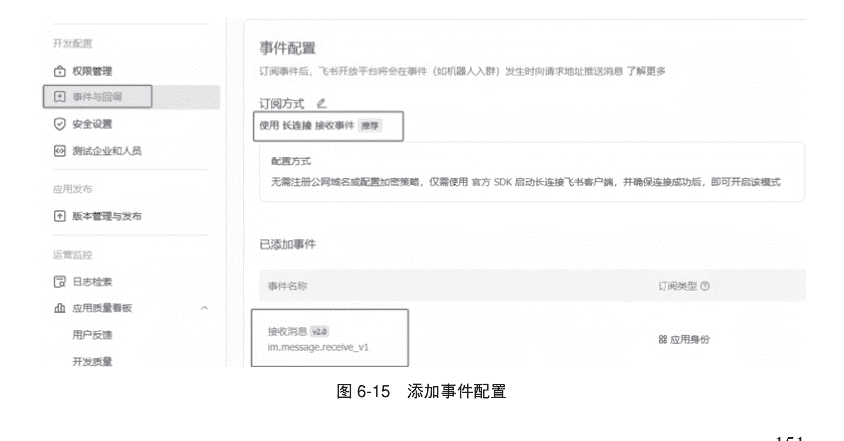 开发配置
权限管理
事件与回调
安全设置
测试企业和人员
应用发布
版本管理与发布
运营监控
日志检索
应用质量看板
用户反馈
开发质量
事件配置
订阅事件后，飞书开放平台将会在事件（如机器人入群）发生时向请求地址推送消息 了解更多
订阅方式
使用 长连接 接收事件 推荐
配置方式
无需注册公网域名或配置加密策略，仅需使用 官方 SDK 启动长连接飞书客户端，并确保连接成功后，即可开启该模式
已添加事件
事件名称 订阅类型
接收消息 v2.0
im.message.receive_v1
应用身份
图 6-15 添加事件配置
151